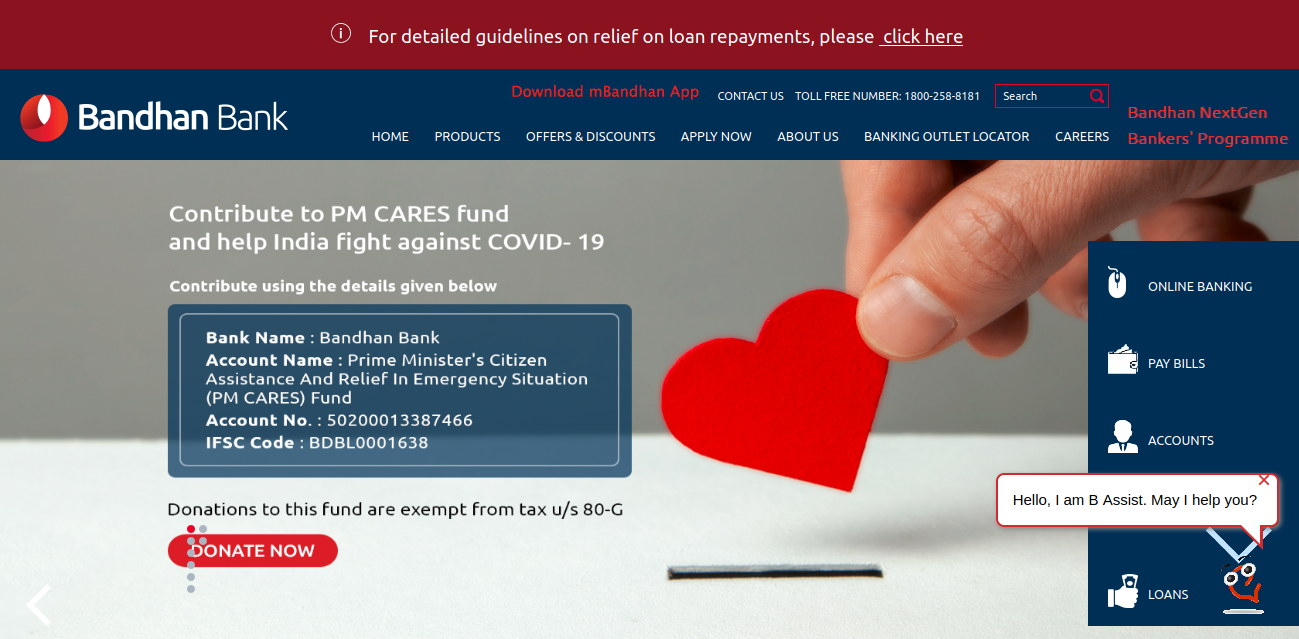 For detailed guidelines on relief on loan repayments, please click here
Download mBandhan App
CONTACT US
TOLL FREE NUMBER: 1800-258-8181
Search
Bandhan Bank
Bandhan NextGen
Bankers' Programme
HOME
PRODUCTS
OFFERS & DISCOUNTS
APPLY NOW
ABOUT US
BANKING OUTLET LOCATOR
CAREERS
Contribute to PM CARES fund
and help India fight against COVID- 19
Contribute using the details given below
Bank Name : Bandhan Bank
Account Name : Prime Minister's Citizen
Assistance And Relief In Emergency Situation
(PM CARES) Fund
Account No. : 50200013387466
IFSC Code : BDBL0001638
Donations to this fund are exempt from tax u/s 80-G
DONATE NOW
ONLINE BANKING
PAY BILLS
ACCOUNTS
Hello, I am B Assist. May I help you?
LOANS